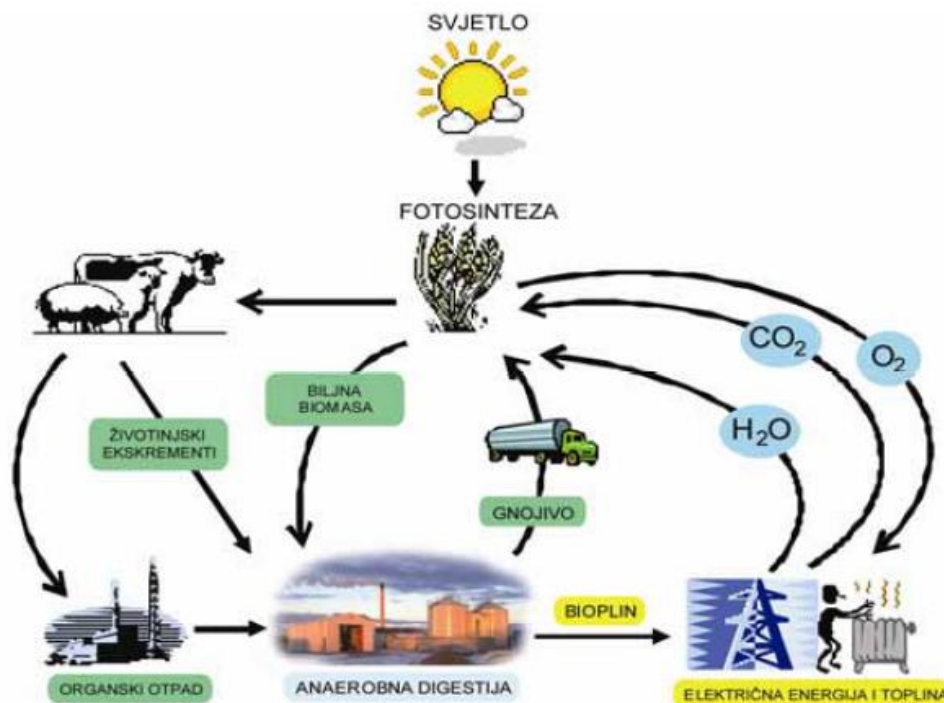 SVJETLO
FOTOSINTEZA
CO₂
O₂
BILJNA
BIOMASA
H₂O
ŽIVOTINJSKI
EKSKREMENTI
GNOJIVO
BIOPLIN
ORGANSKI OTPAD
ANAEROBNA DIGESTIJA
ELEKTRIČNA ENERGIJA I TOPLINA